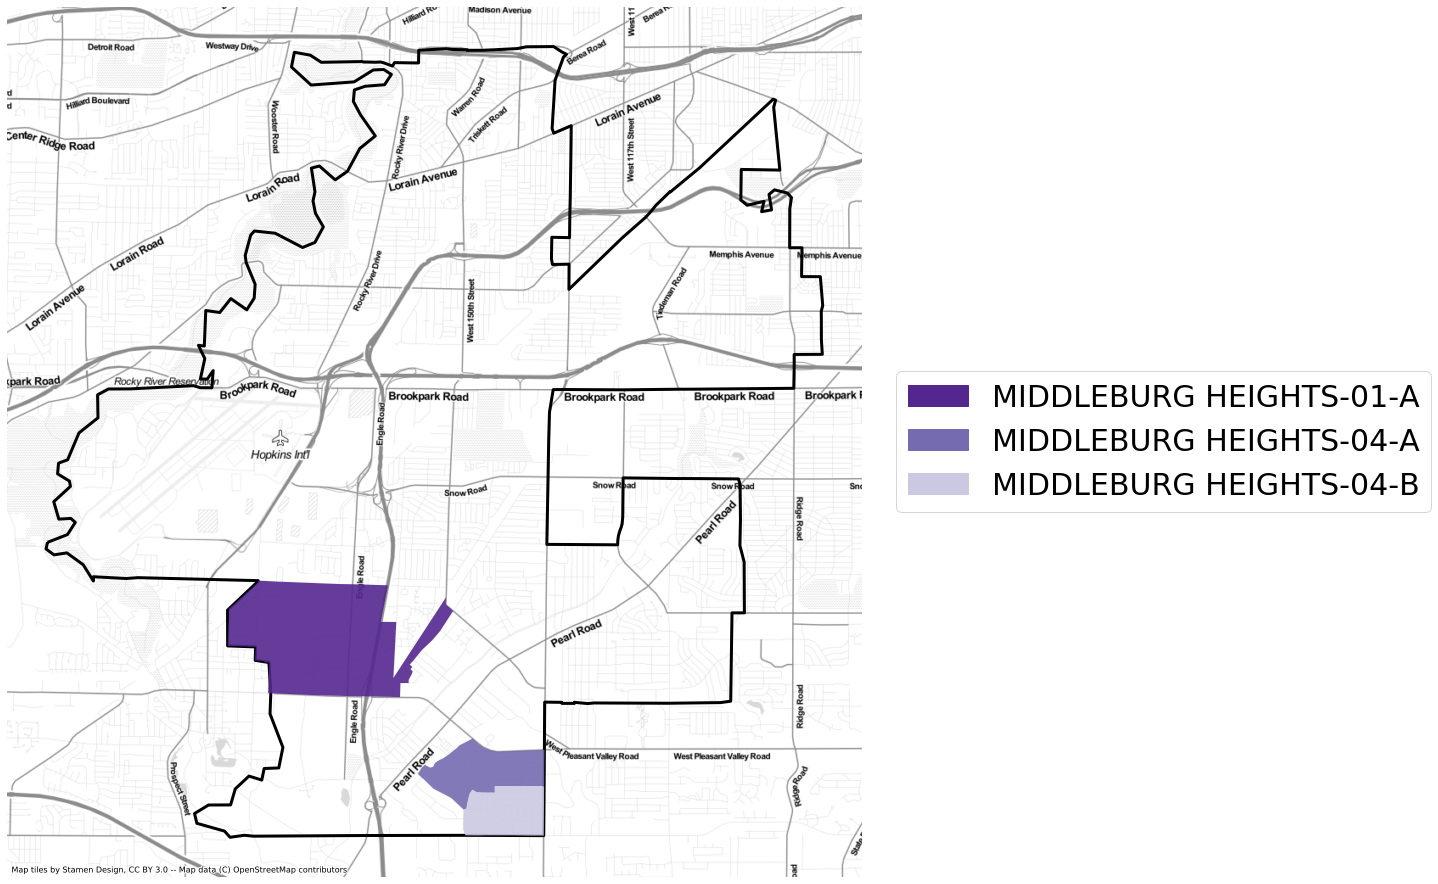 Madison Avenue
Hilliard Ro
Berea R
West 11
Detroit Road
Westway Drive
Berea Road
d
d
Hilliard Boulevard
Wooster Road
Warren Road
Triskett Road
Lorain Avenue
Center Ridge Road
Rocky River Drive
West 117th Street
Lorain Road
Lorain Avenue
Lorain Road
Memphis Avenue
Memphis Avenue
Rocky River Drive
Tiedeman Road
Lorain Avenue
West 150th Street
kpark Road
Rocky River Reservation
Brookpark Road
Brookpark Road
Brookpark Road
Brookpark Road
Brookpark R
Engle Road
Hopkins Int'l
Snow Road
Snow Road
Snow Road
Sno
Pearl Road
Ridge Road
Engle Road
Pearl Road
Ridge Road
Engle Road
West Pleasant Valley Road
West Pleasant Valley Road
Pearl Road
Prospect Street
Ridge Road
State
Road
Map tiles by Stamen Design, CC BY 3.0 -- Map data (C) OpenStreetMap contributors
MIDDLEBURG HEIGHTS-01-A
MIDDLEBURG HEIGHTS-04-A
MIDDLEBURG HEIGHTS-04-B